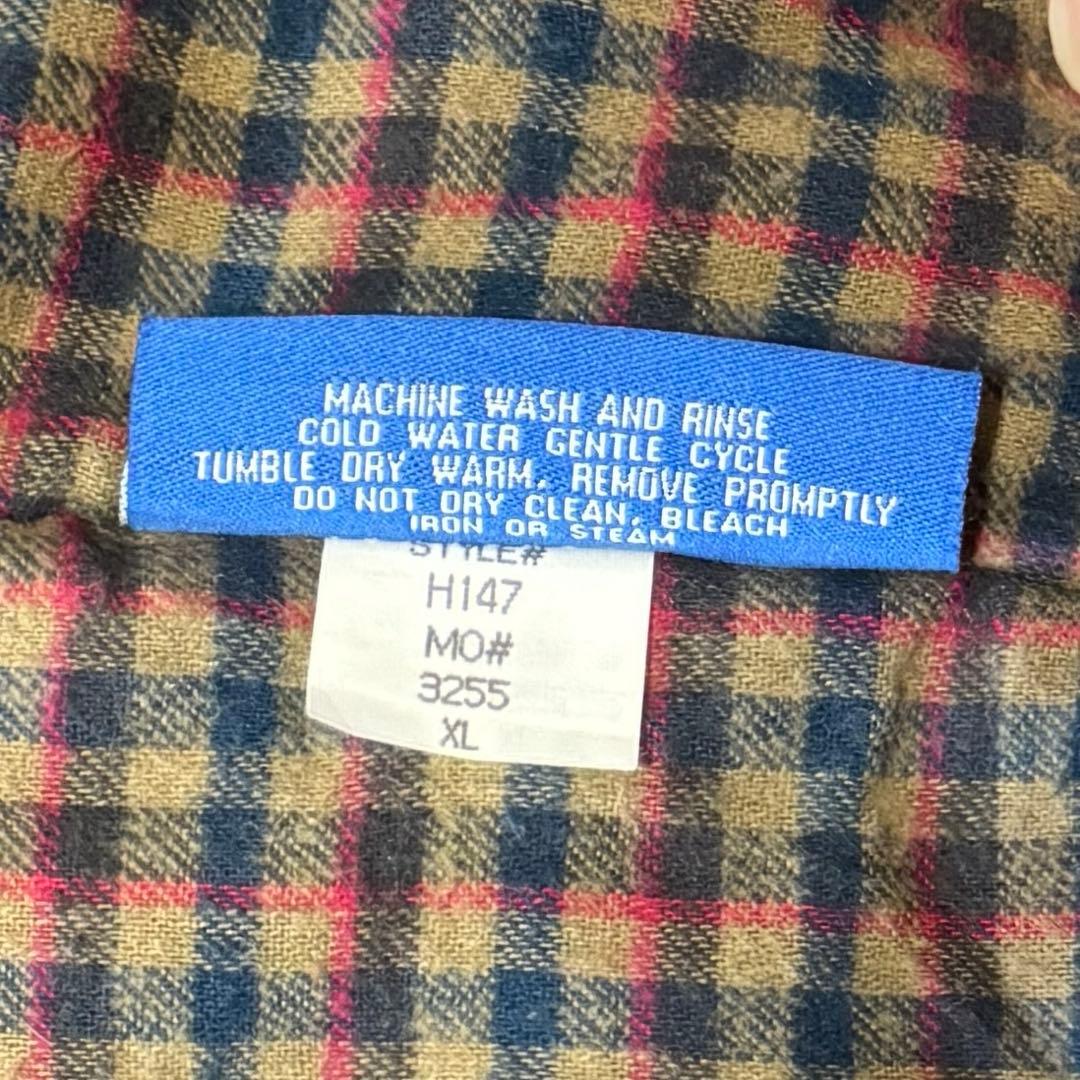 MACHINE WASH AND RINSE
COLD WATER GENTLE CYCLE
TUMBLE DRY WARM. REMOVE PROMPTLY
DO NOT DRY CLEAN. BLEACH
IRON OR STEAM
STYLE#
H147
MO#
3255
XL